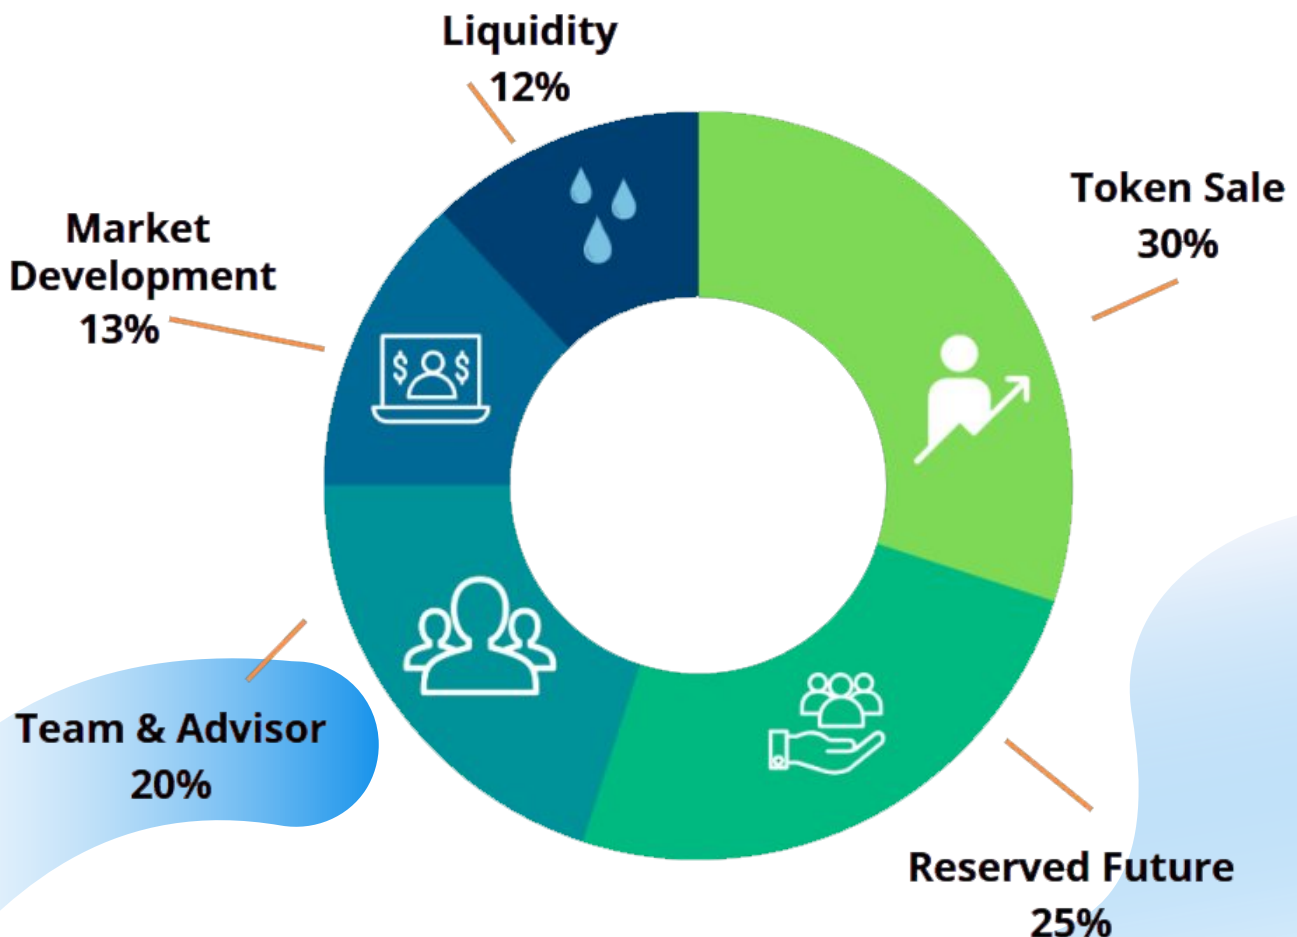 Liquidity
12%
Token Sale
30%
Market
Development
13%
$ $
Team & Advisor
20%
Reserved Future
25%